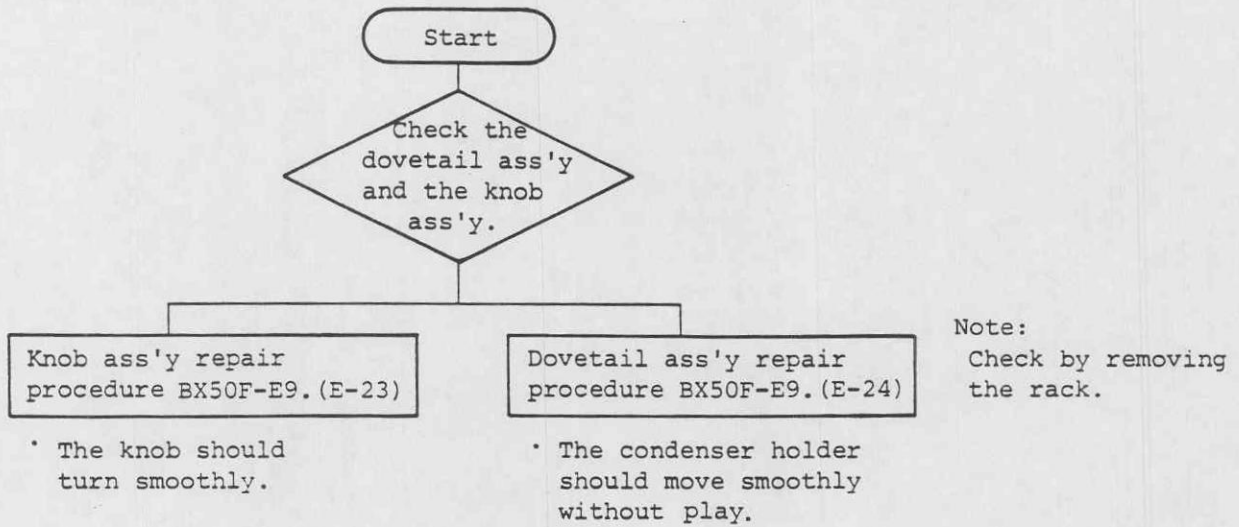 Start
Check the
dovetail ass'y
and the knob
ass'y.
Knob ass'y repair
procedure BX50F-E9.(E-23)
· The knob should
turn smoothly.
Dovetail ass'y repair
procedure BX50F-E9.(E-24)
· The condenser holder
should move smoothly
without play.
Note:
Check by removing
the rack.